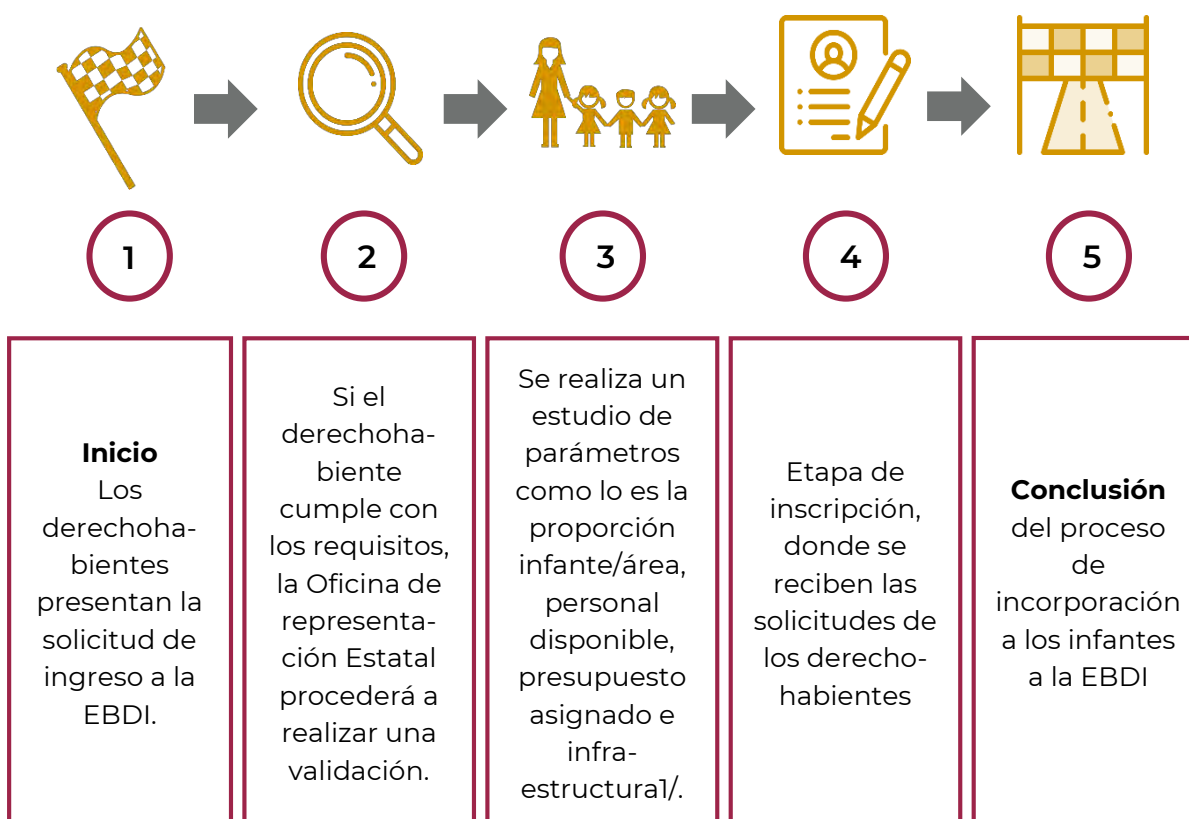 1
2
3
4
5
Inicio
Los
derechoha-
bientes
presentan la
solicitud de
ingreso a la
EBDI.
Si el
derechoha-
biente
cumple con
los requisitos,
la Oficina de
representa-
ción Estatal
procederá a
realizar una
validación.
Se realiza un
estudio de
parámetros
como lo es la
proporción
infante/área,
personal
disponible,
presupuesto
asignado e
infra-
estructura1/.
Etapa de
inscripción,
donde se
reciben las
solicitudes de
los derecho-
habientes
Conclusión
del proceso
de
incorporación
a los infantes
a la EBDI